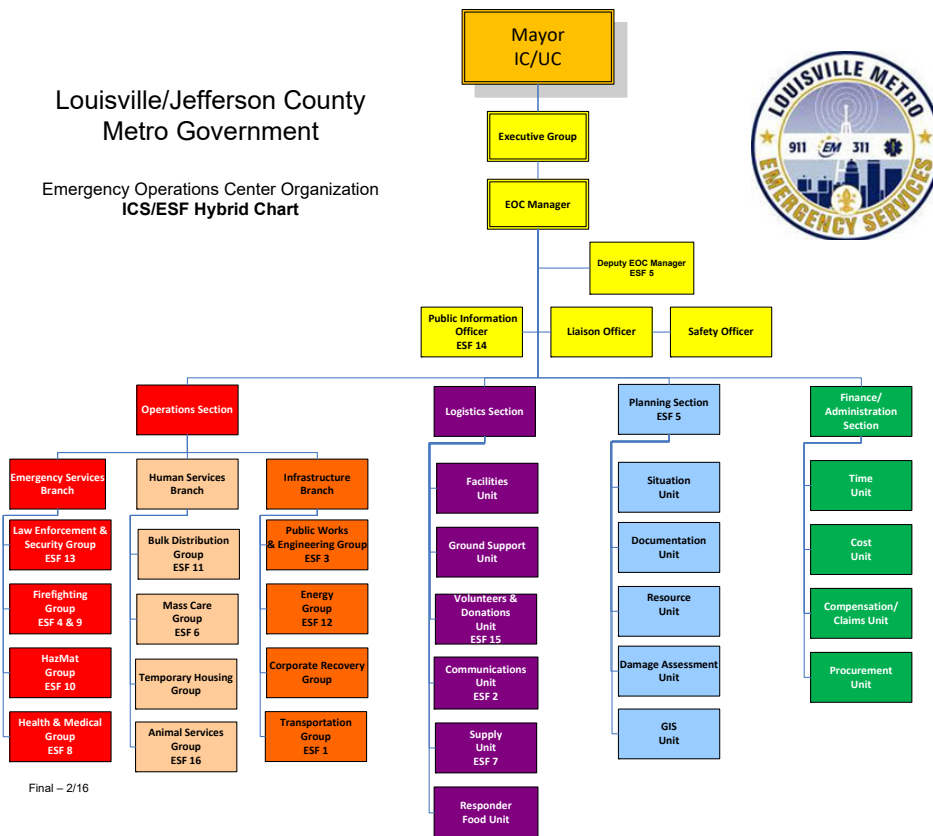 Mayor
IC/UC
Louisville/Jefferson County
Metro Government
Emergency Operations Center Organization
ICS/ESF Hybrid Chart
LOUISVILLE METRO
911 EM 311
EMERGENCY SERVICES
Executive Group
EOC Manager
Deputy EOC Manager
ESF 5
Public Information
Officer
ESF 14
Liaison Officer
Safety Officer
Operations Section
Emergency Services
Branch
Law Enforcement &
Security Group
ESF 13
Firefighting
Group
ESF 4 & 9
HazMat
Group
ESF 10
Health & Medical
Group
ESF 8
Human Services
Branch
Bulk Distribution
Group
ESF 11
Mass Care
Group
ESF 6
Temporary Housing
Group
Animal Services
Group
ESF 16
Infrastructure
Branch
Public Works
& Engineering Group
ESF 3
Energy
Group
ESF 12
Corporate Recovery
Group
Transportation
Group
ESF 1
Logistics Section
Facilities
Unit
Ground Support
Unit
Volunteers &
Donations
Unit
ESF 15
Communications
Unit
ESF 2
Supply
Unit
ESF 7
Responder
Food Unit
Planning Section
ESF 5
Situation
Unit
Documentation
Unit
Resource
Unit
Damage Assessment
Unit
GIS
Unit
Finance/
Administration
Section
Time
Unit
Cost
Unit
Compensation/
Claims Unit
Procurement
Unit
Final – 2/16